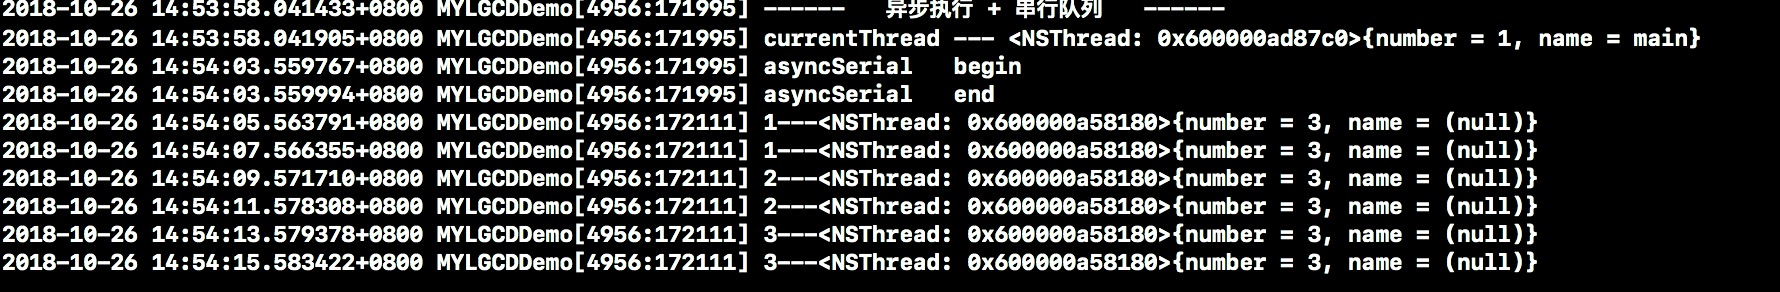 2018-10-26 14:53:58.041433+0800 MYLGCDDemo[4956:171995] ------   异步执行 + 串行队列   ------
2018-10-26 14:53:58.041905+0800 MYLGCDDemo[4956:171995] currentThread --- <NSThread: 0x600000ad87c0>{number = 1, name = main}
2018-10-26 14:54:03.559767+0800 MYLGCDDemo[4956:171995] asyncSerial   begin
2018-10-26 14:54:03.559994+0800 MYLGCDDemo[4956:171995] asyncSerial   end
2018-10-26 14:54:05.563791+0800 MYLGCDDemo[4956:172111] 1---<NSThread: 0x600000a58180>{number = 3, name = (null)}
2018-10-26 14:54:07.566355+0800 MYLGCDDemo[4956:172111] 1---<NSThread: 0x600000a58180>{number = 3, name = (null)}
2018-10-26 14:54:09.571710+0800 MYLGCDDemo[4956:172111] 2---<NSThread: 0x600000a58180>{number = 3, name = (null)}
2018-10-26 14:54:11.578308+0800 MYLGCDDemo[4956:172111] 2---<NSThread: 0x600000a58180>{number = 3, name = (null)}
2018-10-26 14:54:13.579378+0800 MYLGCDDemo[4956:172111] 3---<NSThread: 0x600000a58180>{number = 3, name = (null)}
2018-10-26 14:54:15.583422+0800 MYLGCDDemo[4956:172111] 3---<NSThread: 0x600000a58180>{number = 3, name = (null)}